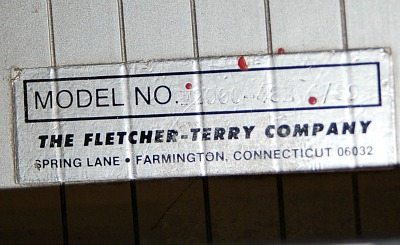 MODEL NO.
THE FLETCHER-TERRY COMPANY
SPRING LANE • FARMINGTON, CONNECTICUT 06032